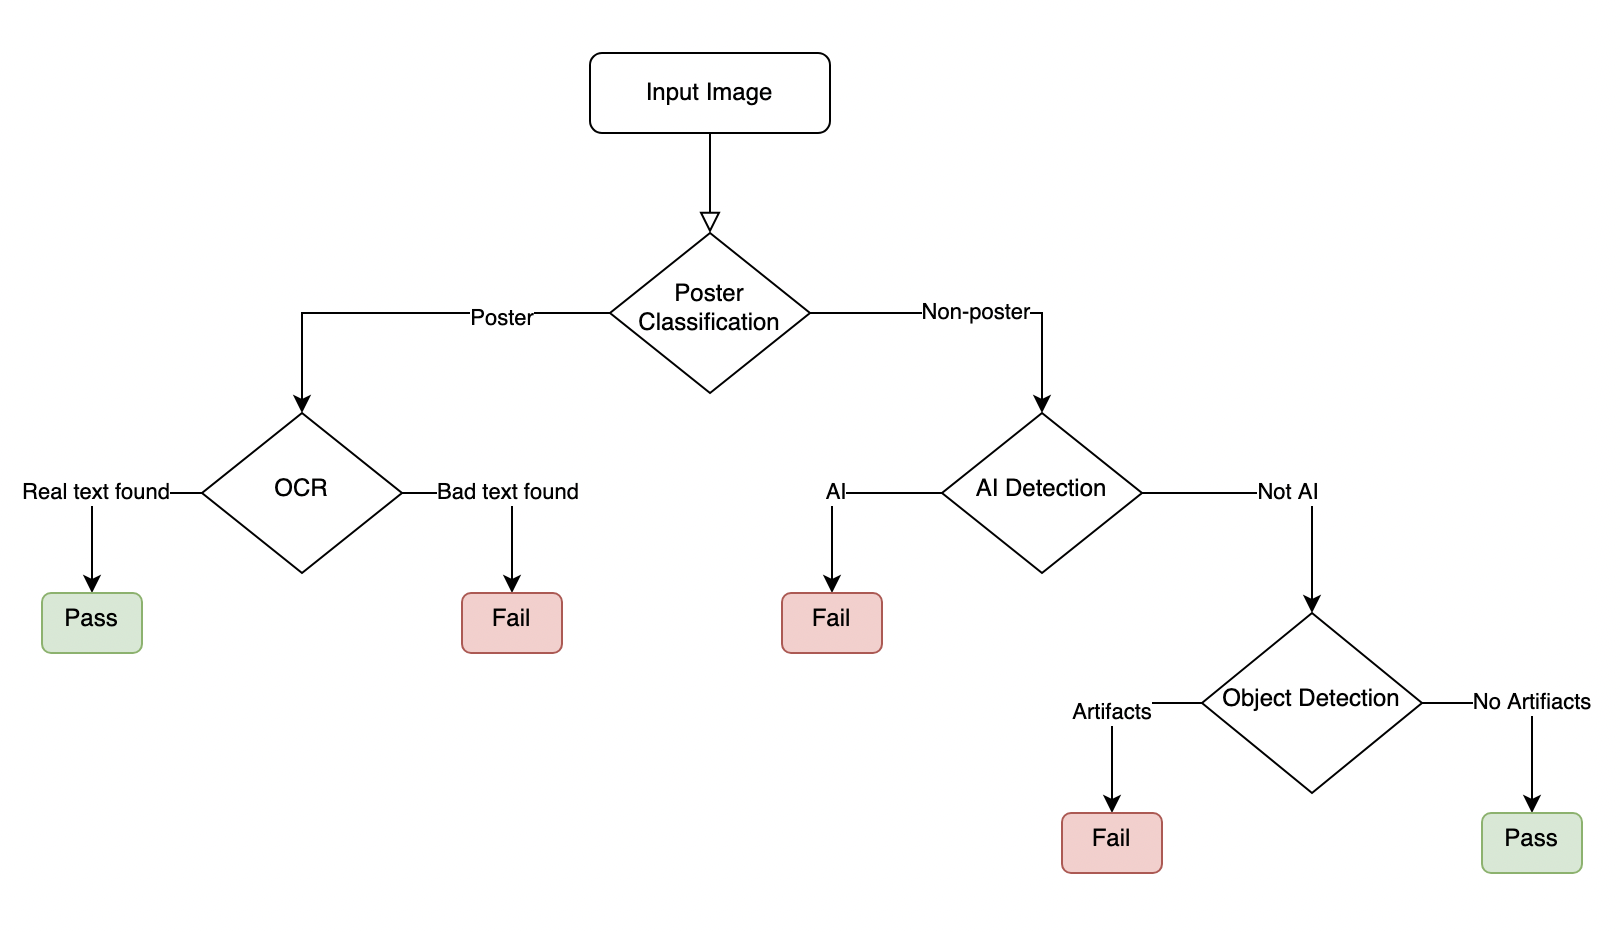 Input Image
Poster
Classification
Poster
Non-poster
Real text found
OCR
Bad text found
AI
AI Detection
Not AI
Pass
Fail
Fail
Artifacts
Object Detection
No Artifiacts
Fail
Pass